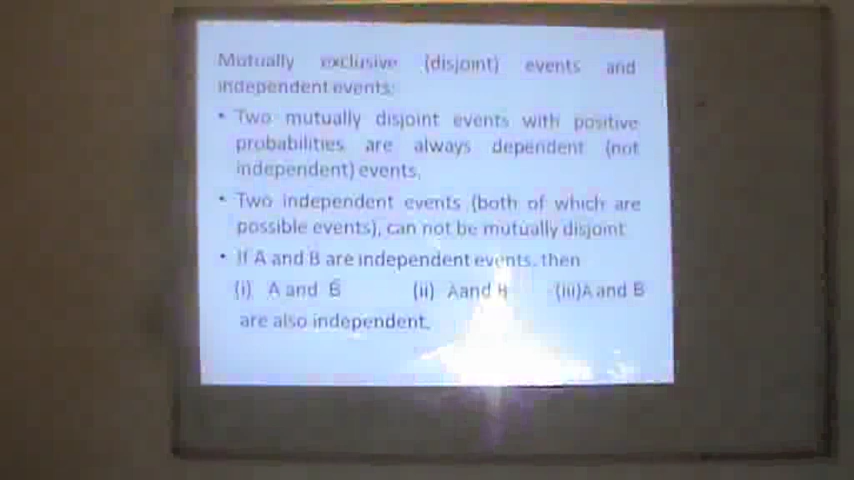 Mutually exclusive (disjoint) events and
independent events:
• Two mutually disjoint events with positive
probabilities are always dependent (not
independent) events.
• Two independent events (both of which are
possible events), can not be mutually disjoint
• If A and B are independent events, then
(i) A and B̄ (ii) A and B (iii)A and B
are also independent.